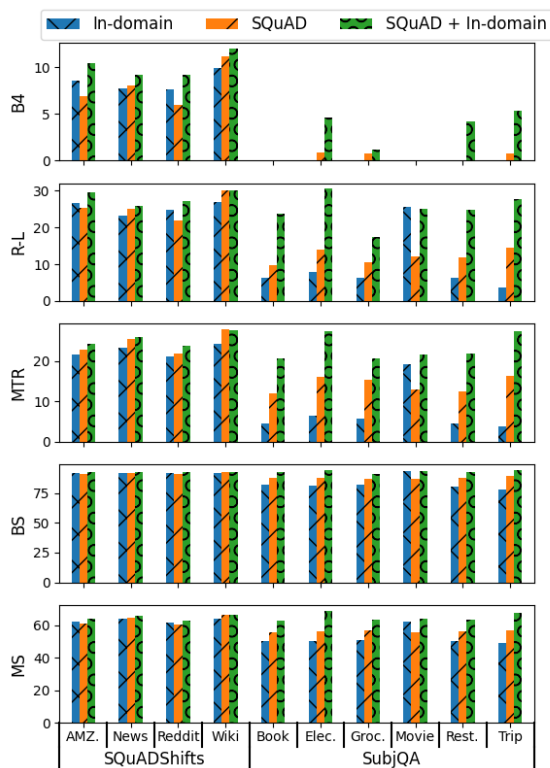 In-domain SQuAD SQuAD + In-domain
B4
10
5
0
R-L
30
20
10
0
MTR
20
10
0
BS
75
50
25
0
MS
60
40
20
0
AMZ. News Reddit Wiki Book Elec. Groc. Movie Rest. Trip
SQuADShifts SubjQA